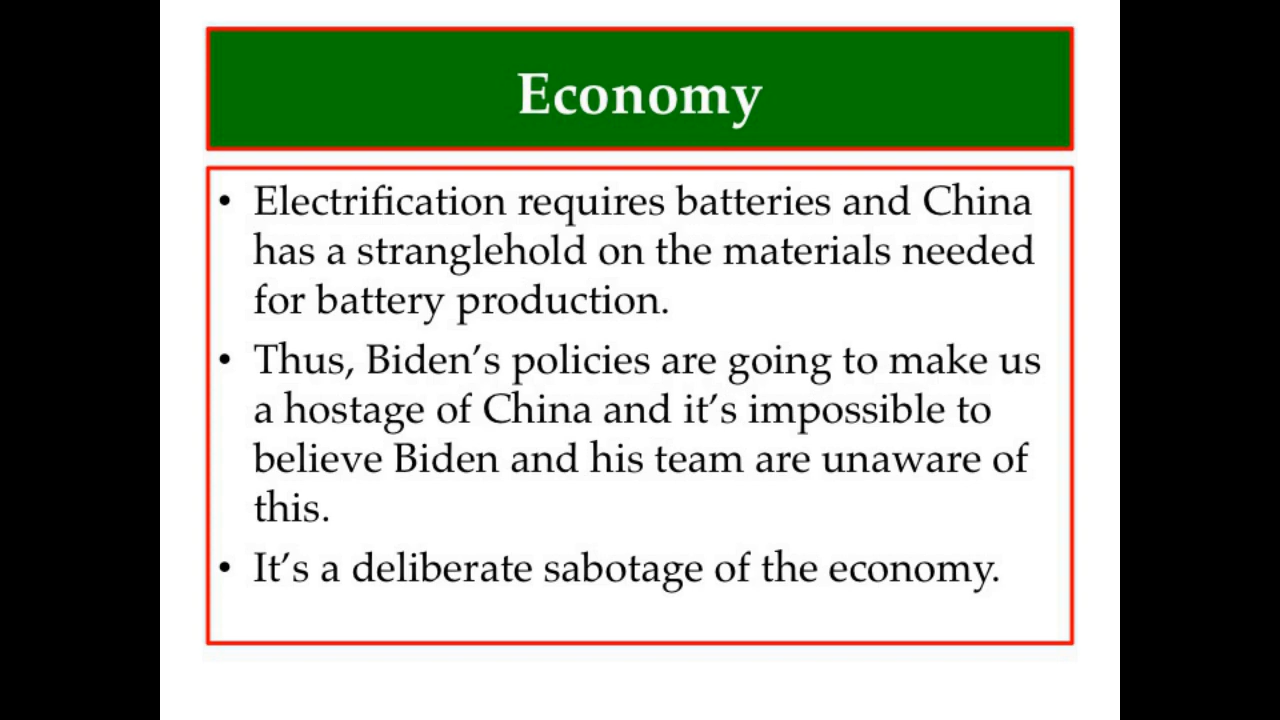 Economy
• Electrification requires batteries and China
has a stranglehold on the materials needed
for battery production.
• Thus, Biden’s policies are going to make us
a hostage of China and it’s impossible to
believe Biden and his team are unaware of
this.
• It’s a deliberate sabotage of the economy.